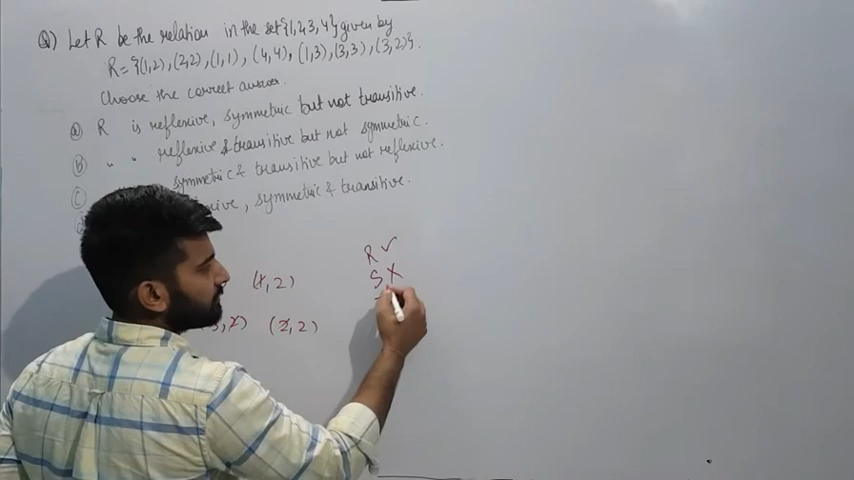 Q) Let R be the relation in the set {1,2,3,4} given by
R = {(1,2), (2,2), (1,1), (4,4), (1,3), (3,3), (3,2)}.
Choose the correct answer.
(a) R is reflexive, symmetric but not transitive.
(b) " " reflexive & transitive but not symmetric.
(c) symmetric & transitive but not reflexive.
, symmetric & transitive.
R ✓
(1,2)
S X
,2) (2,2)